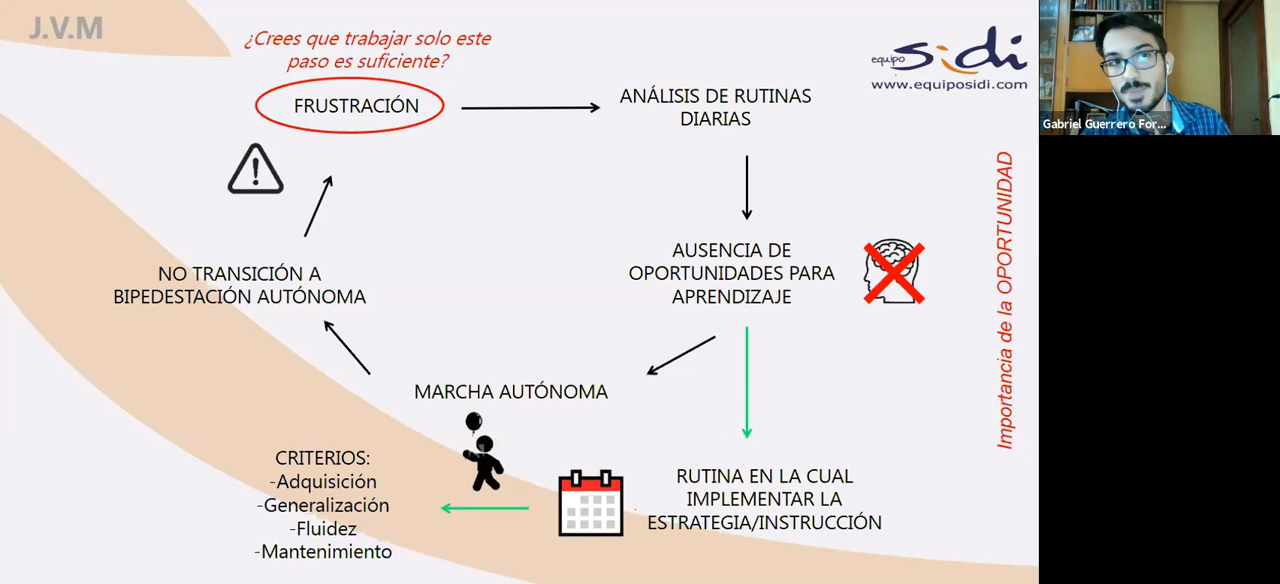 J.V.M
¿Crees que trabajar solo este
paso es suficiente?
FRUSTRACIÓN
ANÁLISIS DE RUTINAS
DIARIAS
equipo sidi
www.equiposidi.com
Gabriel Guerrero For...
Importancia de la OPORTUNIDAD
AUSENCIA DE
OPORTUNIDADES PARA
APRENDIZAJE
NO TRANSICIÓN A
BIPEDESTACIÓN AUTÓNOMA
MARCHA AUTÓNOMA
RUTINA EN LA CUAL
IMPLEMENTAR LA
ESTRATEGIA/INSTRUCCIÓN
CRITERIOS:
-Adquisición
-Generalización
-Fluidez
-Mantenimiento